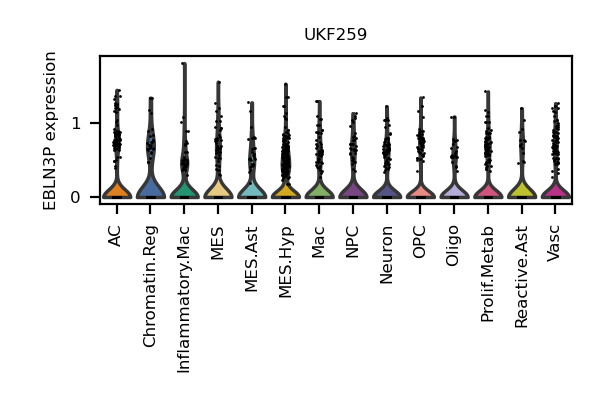 UKF259
EBLN3P expression
1
0
AC
Chromatin.Reg
Inflammatory.Mac
MES
MES.Ast
MES.Hyp
Mac
NPC
Neuron
OPC
Oligo
Prolif.Metab
Reactive.Ast
Vasc